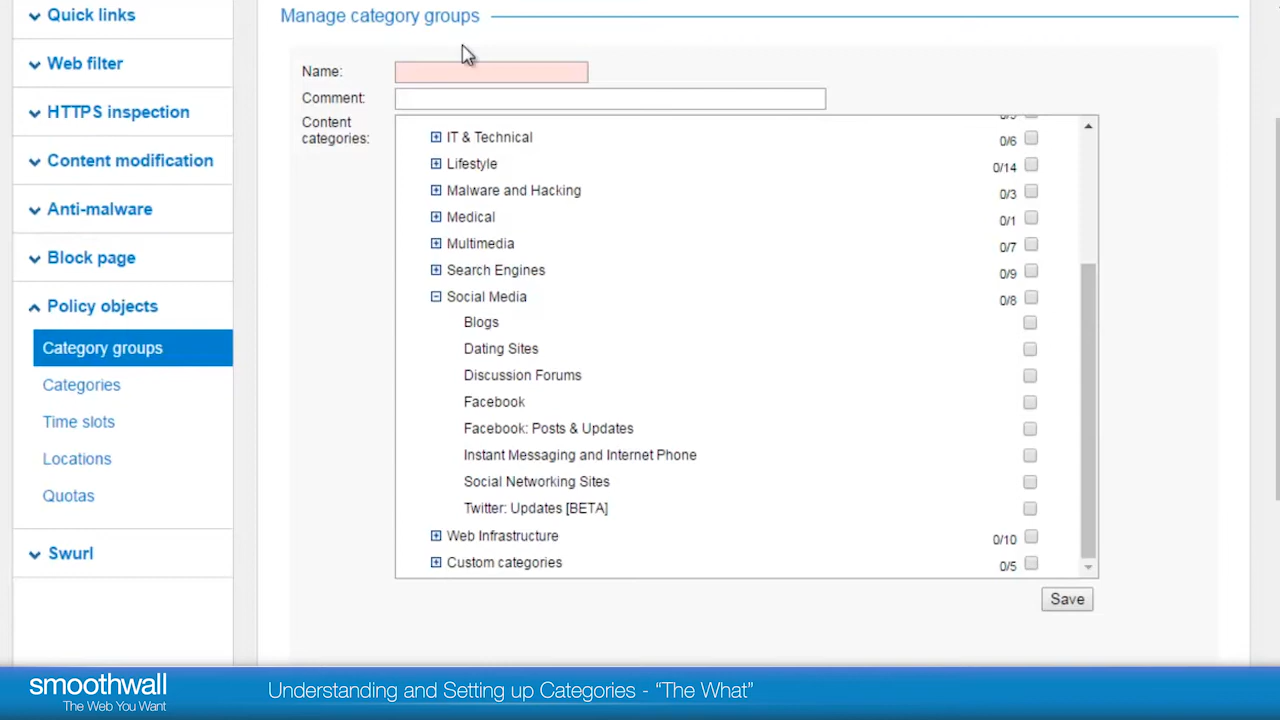 Quick links
Web filter
HTTPS inspection
Content modification
Anti-malware
Block page
Policy objects
Category groups
Categories
Time slots
Locations
Quotas
Swurl
Manage category groups
Name:
Comment:
Content
categories:
IT & Technical 0/6
Lifestyle 0/14
Malware and Hacking 0/3
Medical 0/1
Multimedia 0/7
Search Engines 0/9
Social Media 0/8
Blogs
Dating Sites
Discussion Forums
Facebook
Facebook: Posts & Updates
Instant Messaging and Internet Phone
Social Networking Sites
Twitter: Updates [BETA]
Web Infrastructure 0/10
Custom categories 0/5
Save
smoothwall
The Web You Want
Understanding and Setting up Categories - “The What”